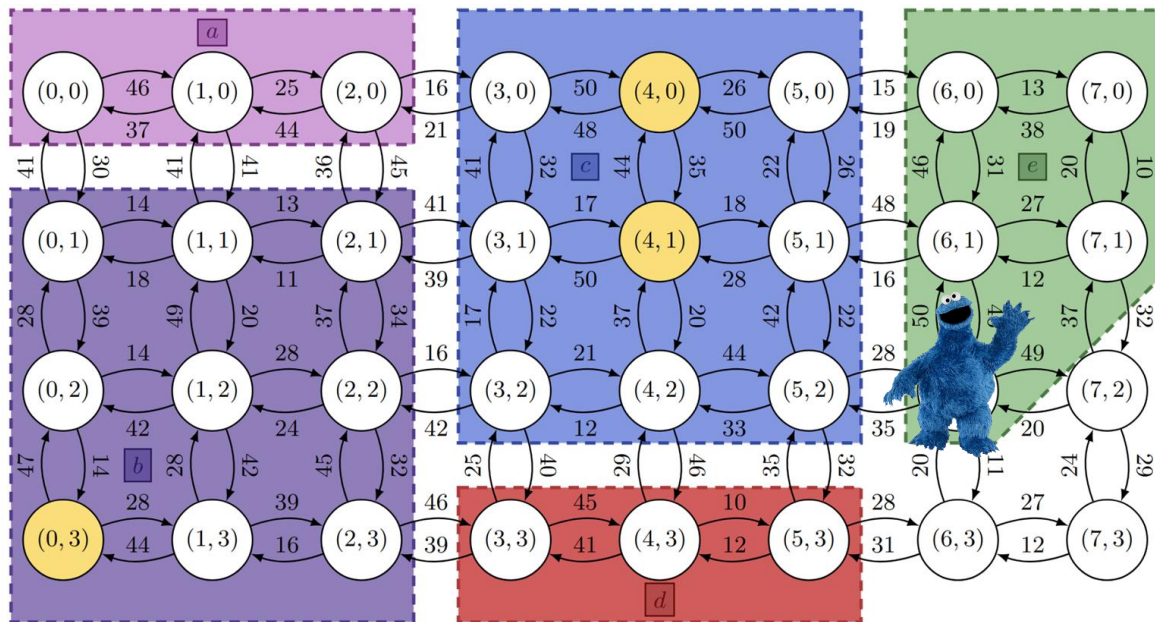 a
(0, 0) 46 37 (1, 0) 25 44 (2, 0) 16 21 (3, 0) 50 48 (4, 0) 26 50 (5, 0) 15 19 (6, 0) 13 38 (7, 0)
41 30 41 41 36 45 41 32 c 44 35 22 26 46 31 e 20 10
(0, 1) 14 18 (1, 1) 13 11 (2, 1) 41 39 (3, 1) 17 50 (4, 1) 18 28 (5, 1) 48 16 (6, 1) 27 12 (7, 1)
28 39 49 20 37 34 17 22 37 20 42 22 50 37 32
(0, 2) 14 42 (1, 2) 28 24 (2, 2) 16 42 (3, 2) 21 12 (4, 2) 44 33 (5, 2) 28 35 49 20 (7, 2)
47 14 b 28 42 45 32 25 40 29 46 35 32 20 11 24 29
(0, 3) 28 44 (1, 3) 39 16 (2, 3) 46 39 (3, 3) 45 41 (4, 3) 10 12 (5, 3) 28 31 (6, 3) 27 12 (7, 3)
d